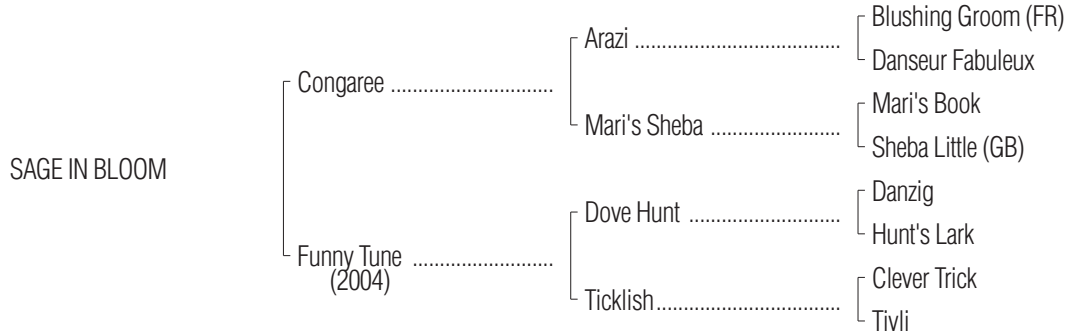 Blushing Groom (FR)
Arazi ......................................
Danseur Fabuleux
Congaree ..............................
Mari's Book
Mari's Sheba ........................
Sheba Little (GB)
SAGE IN BLOOM
Danzig
Dove Hunt ............................
Hunt's Lark
Funny Tune ..........................
(2004)
Clever Trick
Ticklish..................................
Tivli